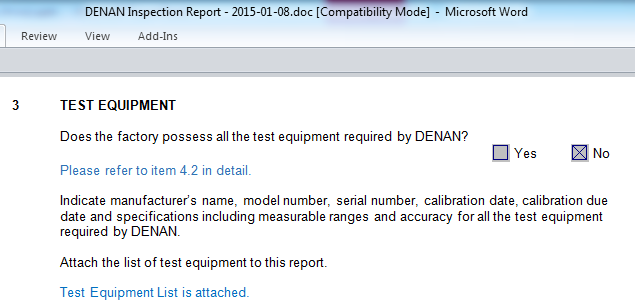 DENAN Inspection Report - 2015-01-08.doc [Compatibility Mode] - Microsoft Word
Review View Add-Ins
3 TEST EQUIPMENT
Does the factory possess all the test equipment required by DENAN?
Yes No
Please refer to item 4.2 in detail.
Indicate manufacturer's name, model number, serial number, calibration date, calibration due
date and specifications including measurable ranges and accuracy for all the test equipment
required by DENAN.
Attach the list of test equipment to this report.
Test Equipment List is attached.